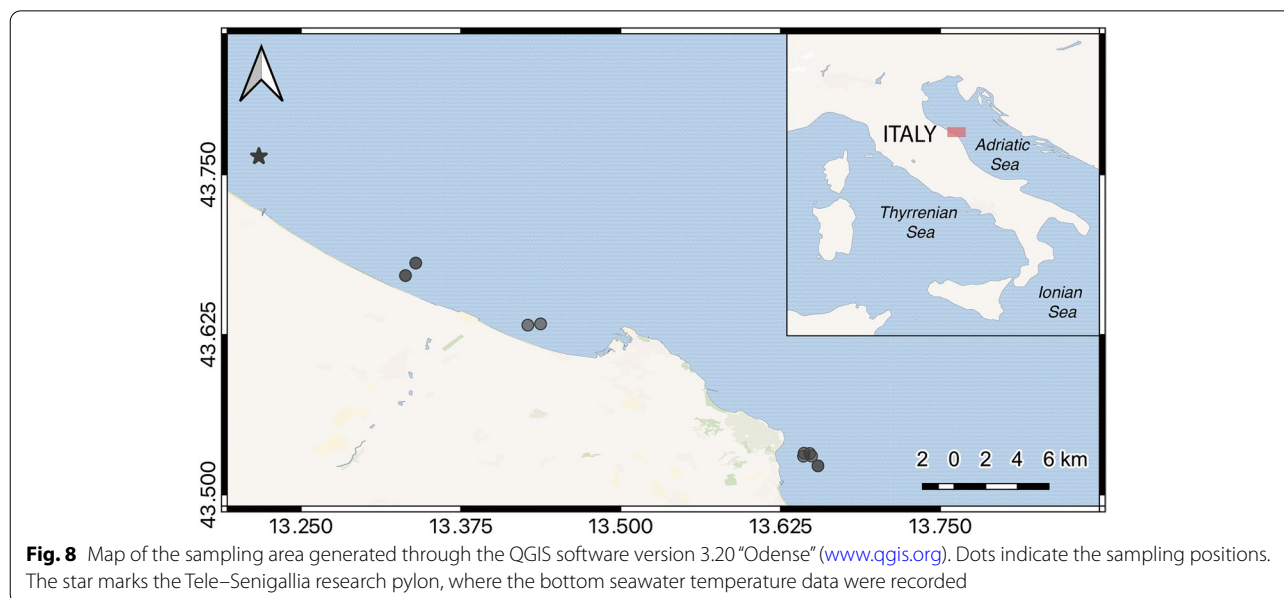 43.750
43.625
43.500
13.250 13.375 13.500 13.625 13.750
ITALY
Adriatic
Sea
Thyrrenian
Sea
Ionian
Sea
2 0 2 4 6 km
Fig. 8 Map of the sampling area generated through the QGIS software version 3.20 “Odense” (www.qgis.org). Dots indicate the sampling positions.
The star marks the Tele–Senigallia research pylon, where the bottom seawater temperature data were recorded